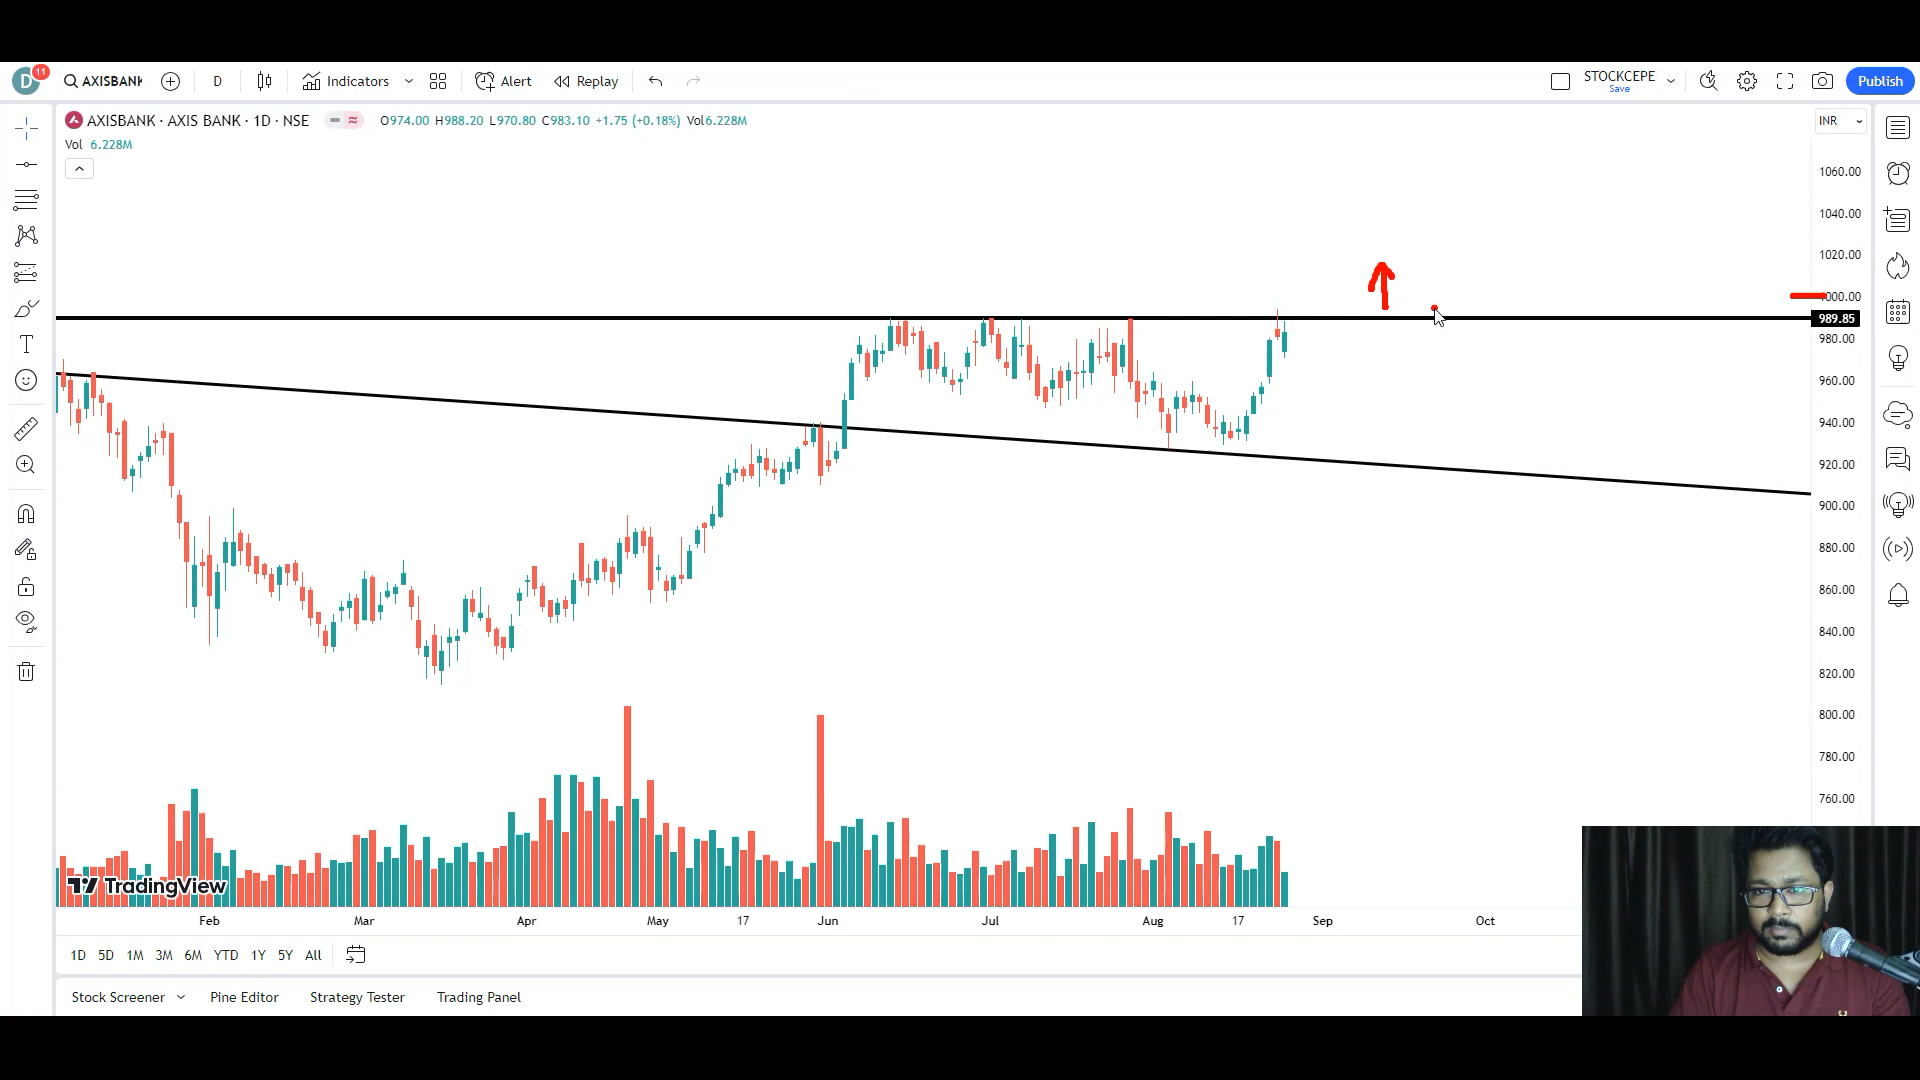 D 11 AXISBANK D Indicators Alert Replay STOCKCEPE Save Publish
AXISBANK · AXIS BANK · 1D · NSE O974.00 H988.20 L970.80 C983.10 +1.75 (+0.18%) Vol6.228M INR
Vol 6.228M
1060.00
1040.00
1020.00
1000.00
989.85
980.00
960.00
940.00
920.00
900.00
880.00
860.00
840.00
820.00
800.00
780.00
760.00
TradingView
Feb Mar Apr May 17 Jun Jul Aug 17 Sep Oct
1D 5D 1M 3M 6M YTD 1Y 5Y All
Stock Screener Pine Editor Strategy Tester Trading Panel